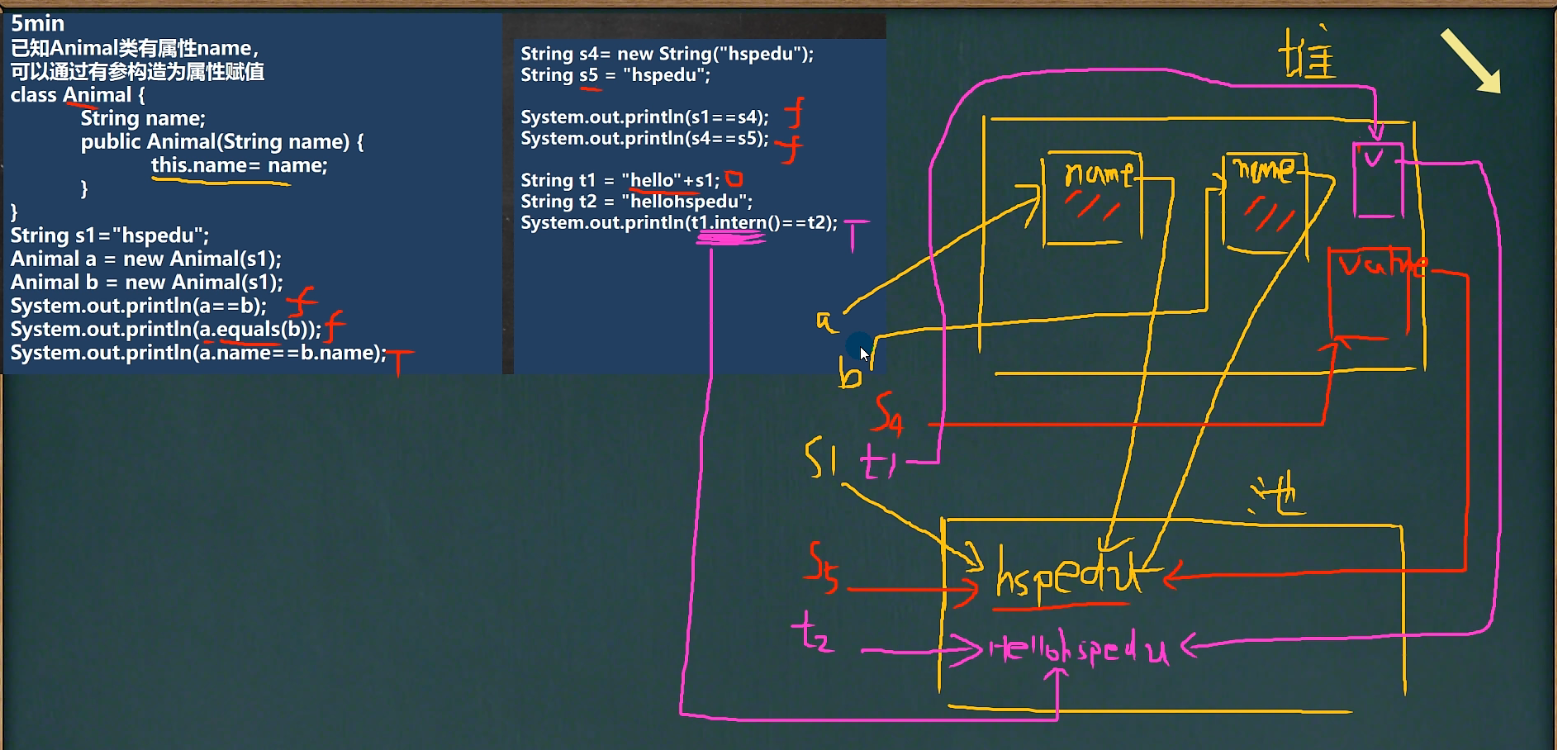 5min
已知Animal类有属性name，
可以通过有参构造为属性赋值
class Animal {
String name;
public Animal(String name) {
this.name= name;
}
}
String s1="hspedu";
Animal a = new Animal(s1);
Animal b = new Animal(s1);
System.out.println(a==b); f
System.out.println(a.equals(b)); f
System.out.println(a.name==b.name); T
String s4= new String("hspedu");
String s5 = "hspedu";
System.out.println(s1==s4); f
System.out.println(s4==s5); f
String t1 = "hello"+s1;
String t2 = "hellohspedu";
System.out.println(t1.intern()==t2); T
堆
name
name
v
value
a
b
S4
S1
t1
池
S5
hspedu
t2
Hellohspedu